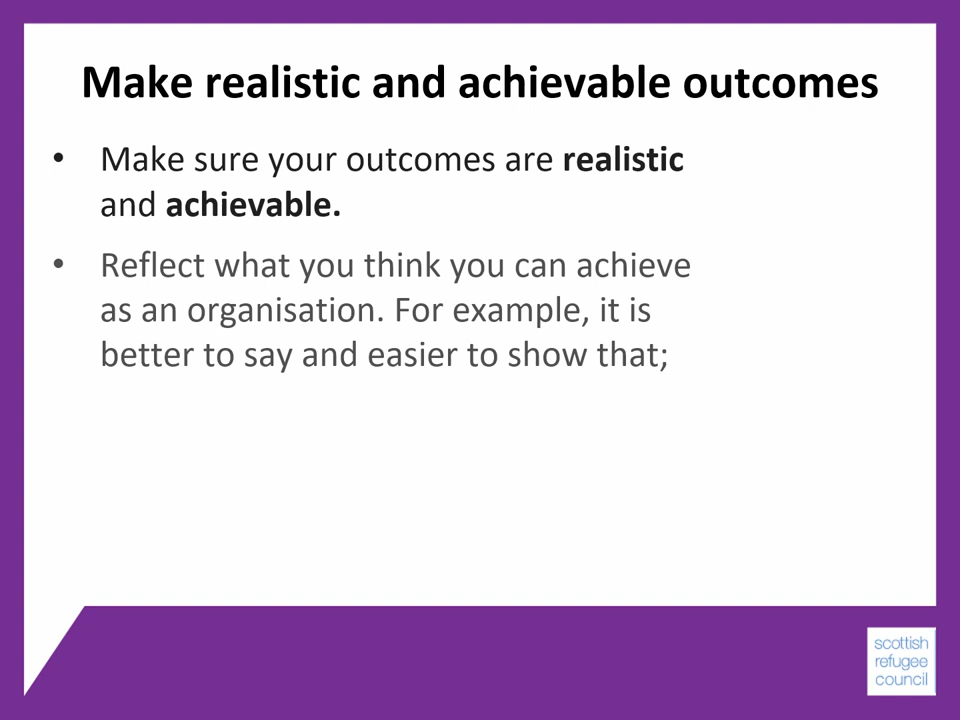 Make realistic and achievable outcomes
• Make sure your outcomes are realistic
and achievable.
• Reflect what you think you can achieve
as an organisation. For example, it is
better to say and easier to show that;
scottish
refugee
council